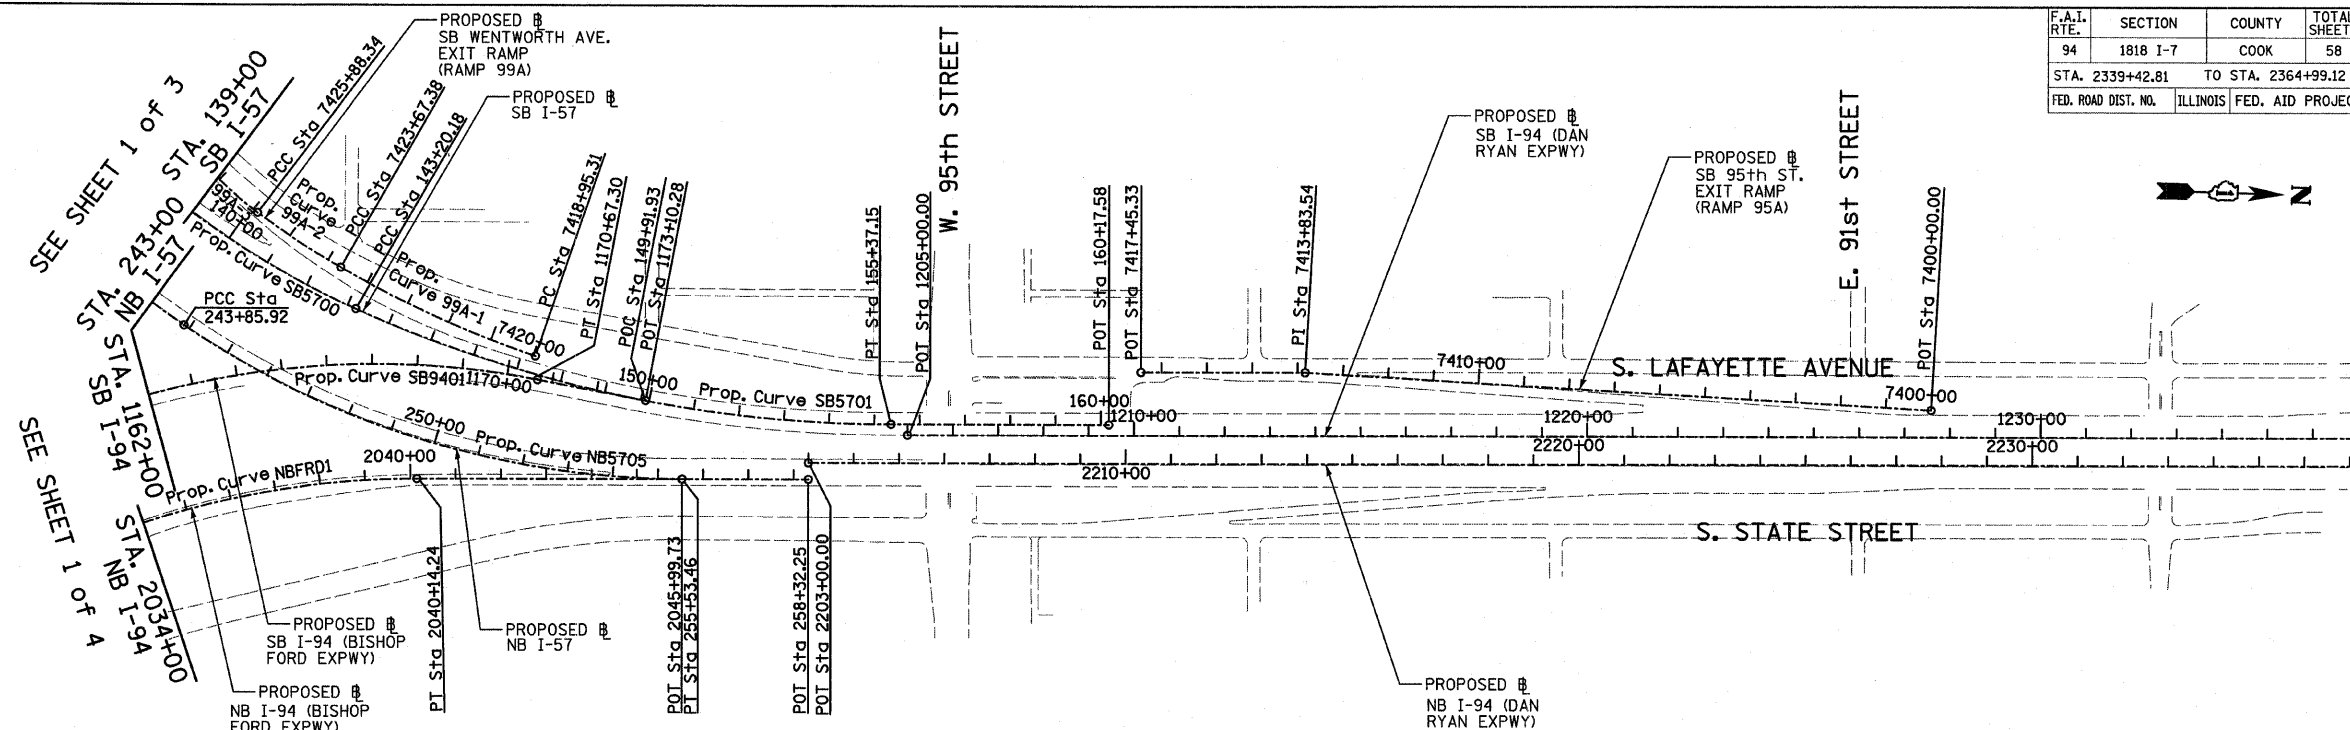 F.A.I. RTE. SECTION COUNTY TOTAL SHEET
94 1818 I-7 COOK 58
STA. 2339+42.81 TO STA. 2364+99.12
FED. ROAD DIST. NO. ILLINOIS FED. AID PROJEC
SEE SHEET 1 of 3
STA. 139+00
SB I-57
STA. 243+00
NB I-57
STA. 1162+00
SB I-94
STA. 2034+00
NB I-94
SEE SHEET 1 of 4
PROPOSED ℄
SB WENTWORTH AVE.
EXIT RAMP
(RAMP 99A)
PROPOSED ℄
SB I-57
PCC Sta 7425+88.34
PCC Sta 7423+67.38
PCC Sta 143+20.18
PC Sta 7418+95.31
PT Sta 1170+67.30
POC Sta 149+91.93
POT Sta 1173+10.28
PT Sta 155+37.15
POT Sta 1205+00.00
W. 95th STREET
POT Sta 160+17.58
POT Sta 7417+45.33
PI Sta 7413+83.54
PROPOSED ℄
SB I-94 (DAN
RYAN EXPWY)
PROPOSED ℄
SB 95th ST.
EXIT RAMP
(RAMP 95A)
E. 91st STREET
POT Sta 7400+00.00
N
99A-3
140+00
Prop.
Curve
99A-2
Prop.
Curve 99A-1
7420+00
Prop. Curve SB5700
PCC Sta
243+85.92
Prop. Curve SB9401
1170+00
150+00
Prop. Curve SB5701
160+00
1210+00
7410+00
S. LAFAYETTE AVENUE
7400+00
1220+00
1230+00
250+00
Prop. Curve NB5705
2040+00
Prop. Curve NBFRD1
2210+00
2220+00
2230+00
S. STATE STREET
PT Sta 2040+14.24
POT Sta 2045+99.73
PT Sta 255+53.46
POT Sta 258+32.25
POT Sta 2203+00.00
PROPOSED ℄
SB I-94 (BISHOP
FORD EXPWY)
PROPOSED ℄
NB I-57
PROPOSED ℄
NB I-94 (BISHOP
FORD EXPWY)
PROPOSED ℄
NB I-94 (DAN
RYAN EXPWY)